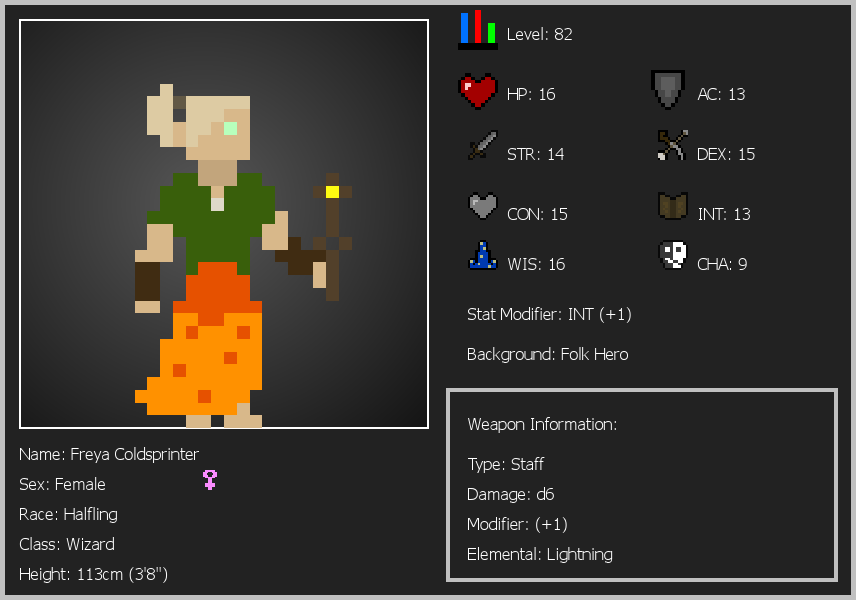 Level: 82
HP: 16
AC: 13
STR: 14
DEX: 15
CON: 15
INT: 13
WIS: 16
CHA: 9
Stat Modifier: INT (+1)
Background: Folk Hero
Weapon Information:
Type: Staff
Damage: d6
Modifier: (+1)
Elemental: Lightning
Name: Freya Coldsprinter
Sex: Female
Race: Halfling
Class: Wizard
Height: 113cm (3'8")